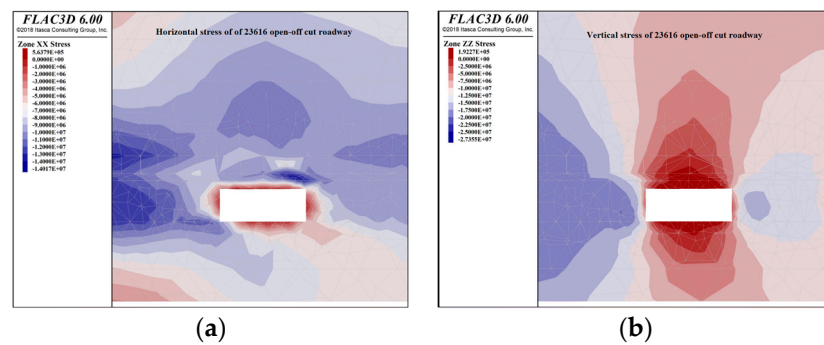 FLAC3D 6.00
©2018 Itasca Consulting Group, Inc.
Zone XX Stress
5.6379E+05
0.0000E+00
-1.0000E+06
-2.0000E+06
-3.0000E+06
-4.0000E+06
-5.0000E+06
-6.0000E+06
-7.0000E+06
-8.0000E+06
-9.0000E+06
-1.0000E+07
-1.1000E+07
-1.2000E+07
-1.3000E+07
-1.4000E+07
-1.4017E+07
Horizontal stress of of 23616 open-off cut roadway
(a)
FLAC3D 6.00
©2018 Itasca Consulting Group, Inc.
Zone ZZ Stress
1.9227E+05
0.0000E+00
-2.5000E+06
-5.0000E+06
-7.5000E+06
-1.0000E+07
-1.2500E+07
-1.5000E+07
-1.7500E+07
-2.0000E+07
-2.2500E+07
-2.5000E+07
-2.7355E+07
Vertical stress of 23616 open-off cut roadway
(b)